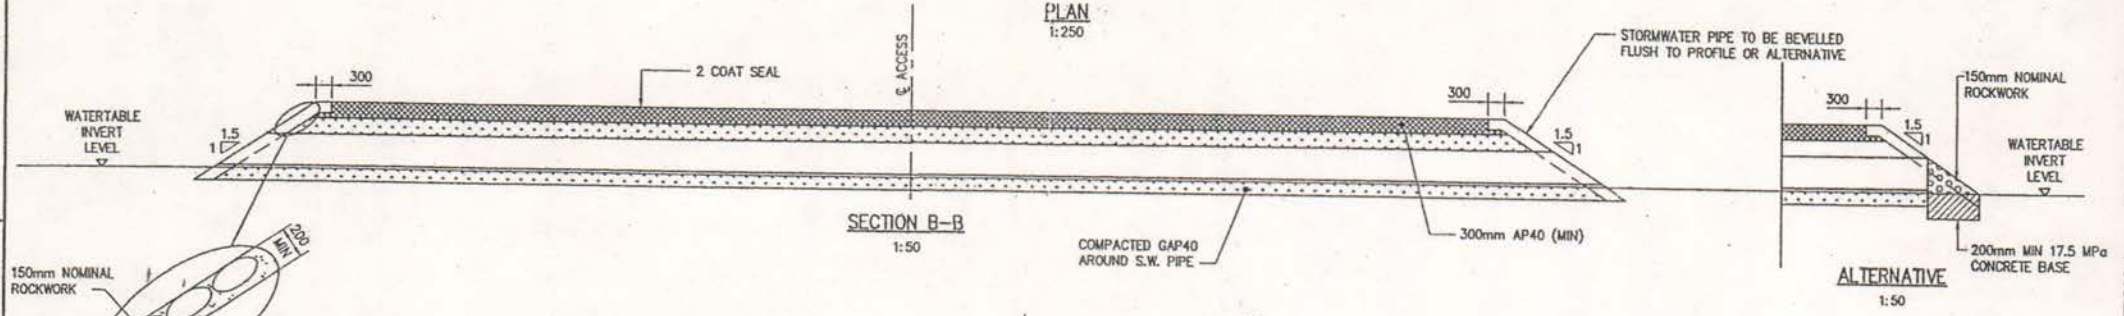 PLAN
1:250
℄ ACCESS
STORMWATER PIPE TO BE BEVELLED
FLUSH TO PROFILE OR ALTERNATIVE
300
2 COAT SEAL
300
300
150mm NOMINAL
ROCKWORK
WATERTABLE
INVERT
LEVEL
1.5
1
1.5
1
1.5
1
WATERTABLE
INVERT
LEVEL
SECTION B-B
1:50
COMPACTED GAP40
AROUND S.W. PIPE
300mm AP40 (MIN)
200mm MIN 17.5 MPa
CONCRETE BASE
ALTERNATIVE
1:50
200
MIN
150mm NOMINAL
ROCKWORK